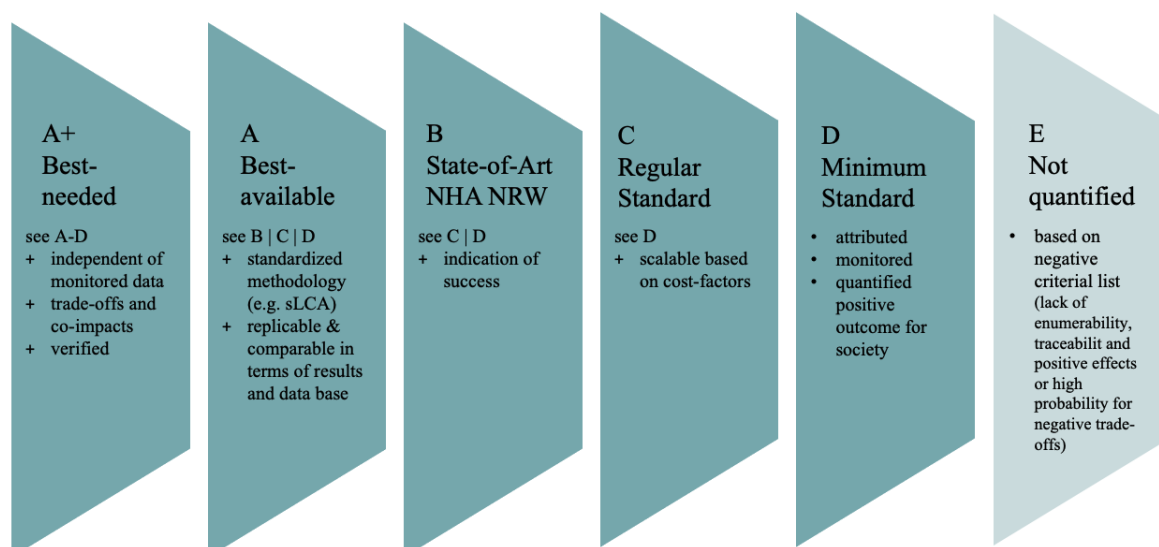 A+
Best-
needed
see A-D
+ independent of
monitored data
+ trade-offs and
co-impacts
+ verified
A
Best-
available
see B | C | D
+ standardized
methodology
(e.g. sLCA)
+ replicable &
comparable in
terms of results
and data base
B
State-of-Art
NHA NRW
see C | D
+ indication of
success
C
Regular
Standard
see D
+ scalable based
on cost-factors
D
Minimum
Standard
• attributed
• monitored
• quantified
positive
outcome for
society
E
Not
quantified
• based on
negative
criterial list
(lack of
enumerability,
traceabilit and
positive effects
or high
probability for
negative trade-
offs)